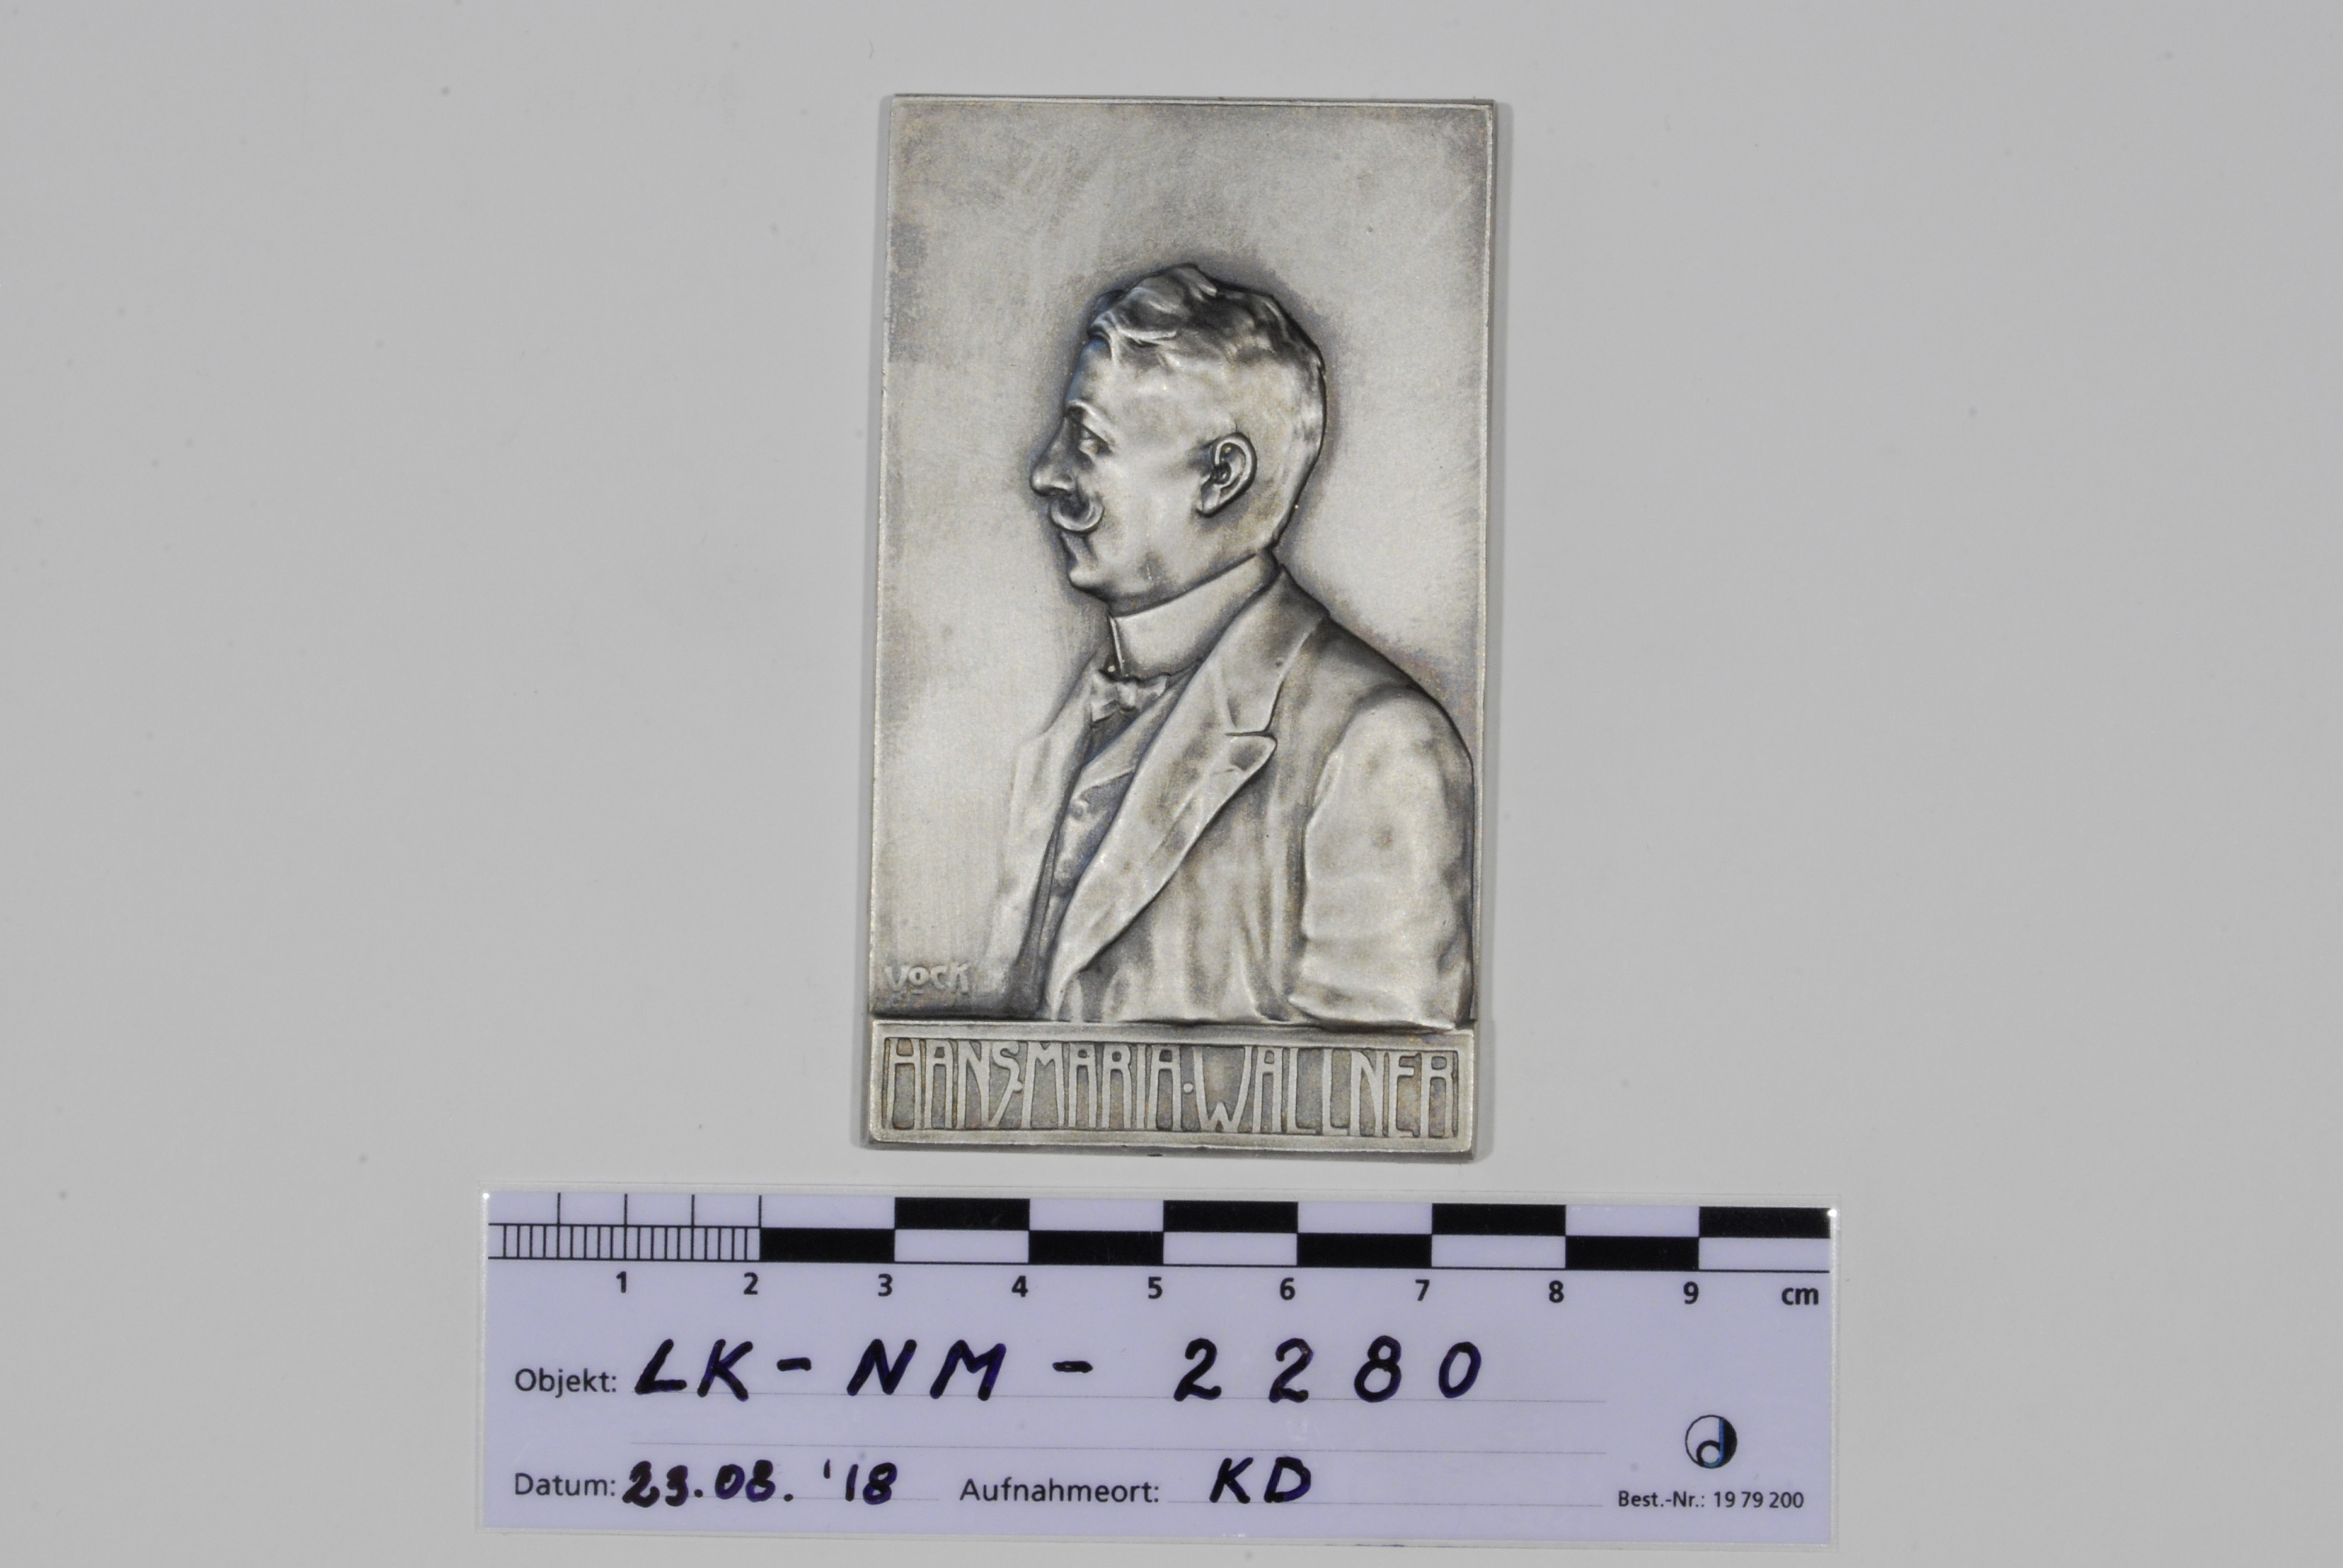 VOCK
HANS·MARIA·WALLNER
1 2 3 4 5 6 7 8 9 cm
Objekt: LK-NM-2280
Datum: 23.08.'18 Aufnahmeort: KD
Best.-Nr.: 19 79 200